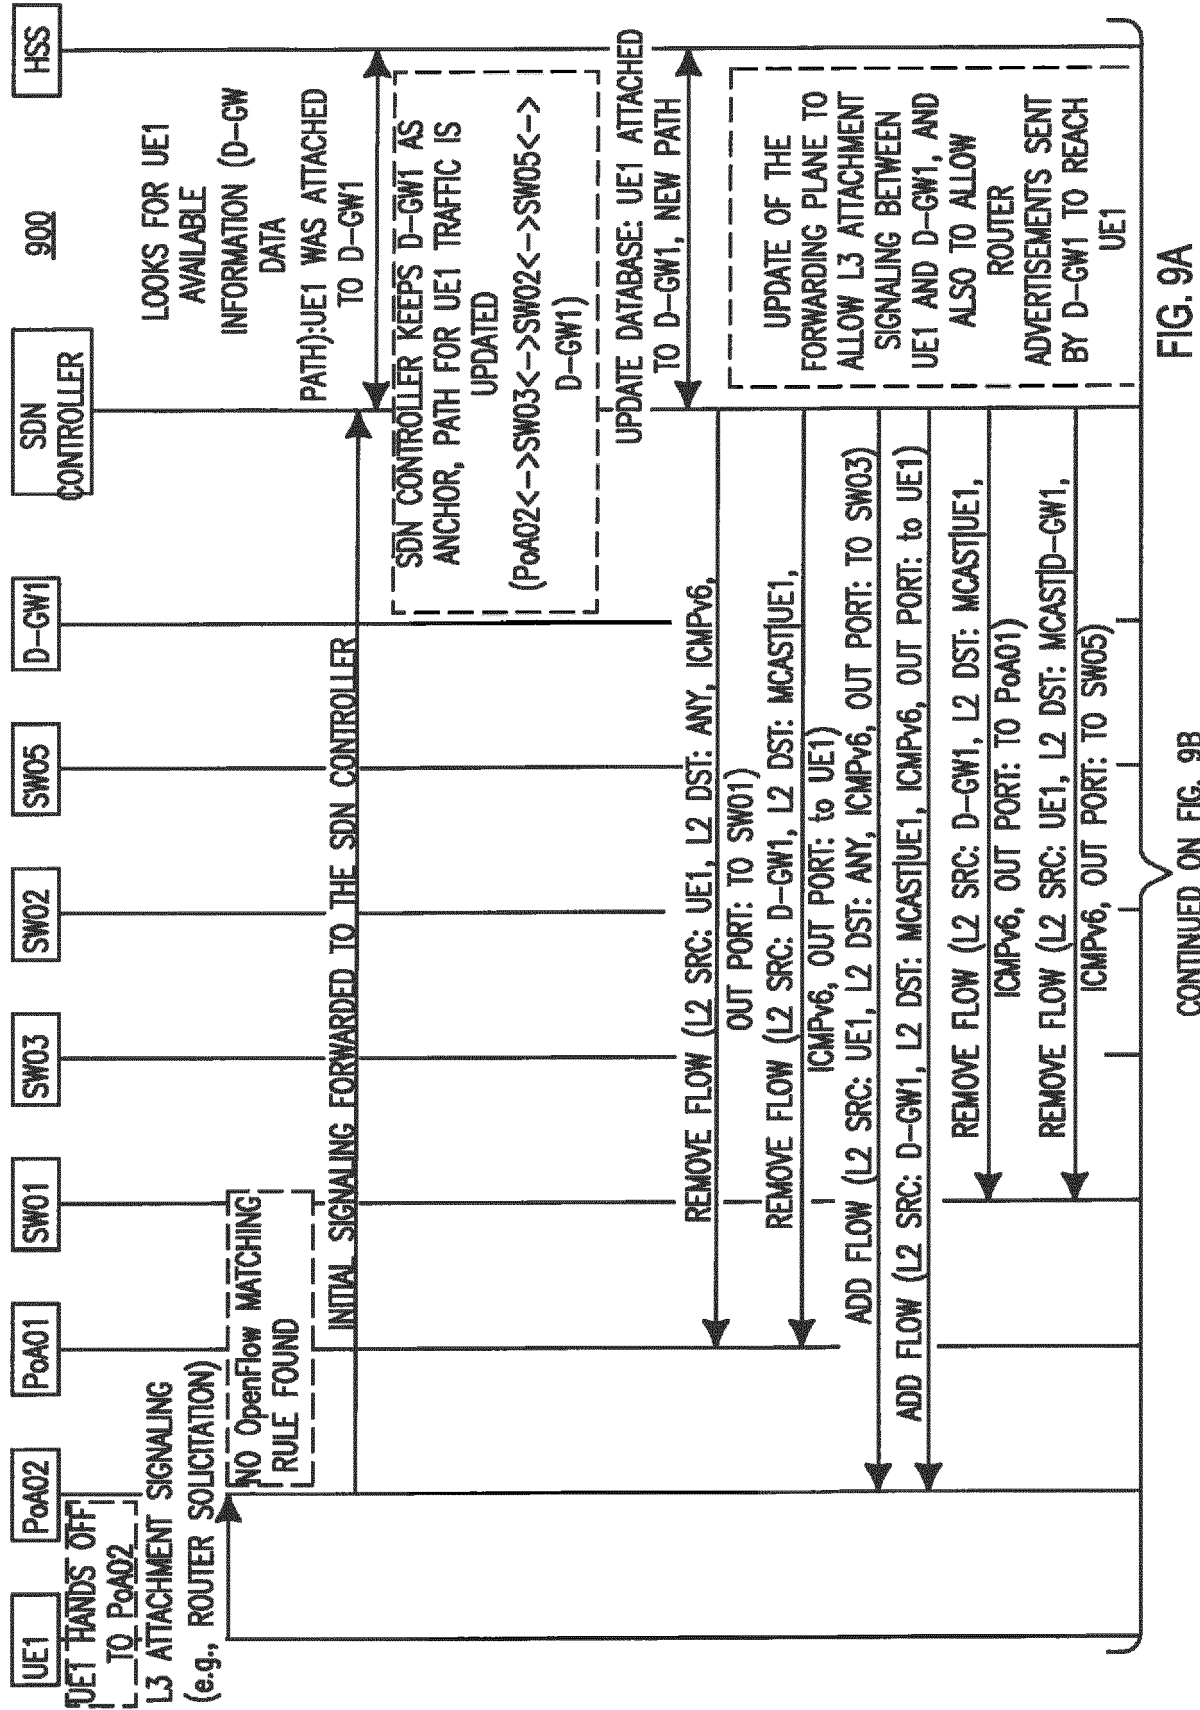 900
UE1
PoA02
PoA01
SW01
SW03
SW02
SW05
D-GW1
SDN
CONTROLLER
HSS
UE1 HANDS OFF
TO PoA02
L3 ATTACHMENT SIGNALING
(e.g., ROUTER SOLICITATION)
NO OpenFlow MATCHING
RULE FOUND
INITIAL SIGNALING FORWARDED TO THE SDN CONTROLLER
LOOKS FOR UE1
AVAILABLE
INFORMATION (D-GW
DATA
PATH):UE1 WAS ATTACHED
TO D-GW1
SDN CONTROLLER KEEPS D-GW1 AS
ANCHOR, PATH FOR UE1 TRAFFIC IS
UPDATED
(PoA02<->SW03<->SW02<->SW05<->
D-GW1)
UPDATE DATABASE: UE1 ATTACHED
TO D-GW1, NEW PATH
REMOVE FLOW (L2 SRC: UE1, L2 DST: ANY, ICMPv6,
OUT PORT: TO SW01)
REMOVE FLOW (L2 SRC: D-GW1, L2 DST: MCAST|UE1,
ICMPv6, OUT PORT: to UE1)
ADD FLOW (L2 SRC: UE1, L2 DST: ANY, ICMPv6, OUT PORT: TO SW03)
ADD FLOW (L2 SRC: D-GW1, L2 DST: MCAST|UE1, ICMPv6, OUT PORT: to UE1)
REMOVE FLOW (L2 SRC: D-GW1, L2 DST: MCAST|UE1,
ICMPv6, OUT PORT: TO PoA01)
REMOVE FLOW (L2 SRC: UE1, L2 DST: MCAST|D-GW1,
ICMPv6, OUT PORT: TO SW05)
UPDATE OF THE
FORWARDING PLANE TO
ALLOW L3 ATTACHMENT
SIGNALING BETWEEN
UE1 AND D-GW1, AND
ALSO TO ALLOW
ROUTER
ADVERTISEMENTS SENT
BY D-GW1 TO REACH
UE1
CONTINUED ON FIG. 9B
FIG. 9A